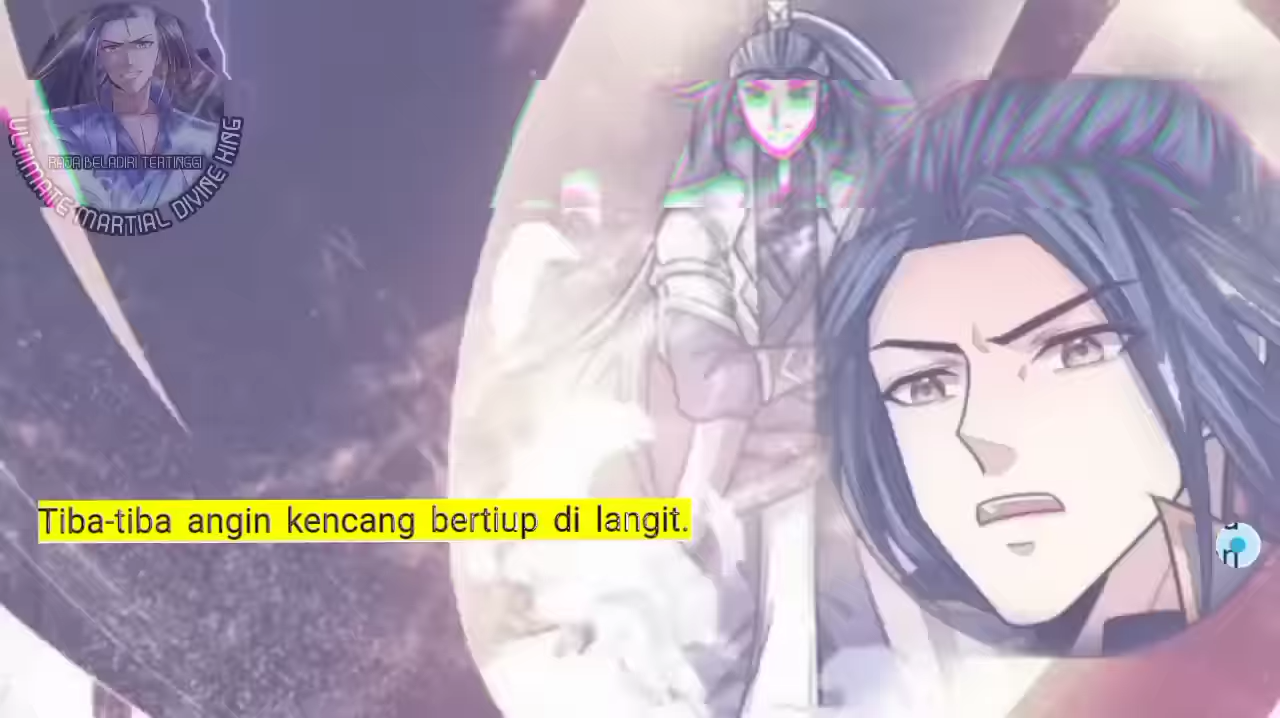 RAJA BELADIRI TERTINGGI
ULTIMATE MARTIAL DIVINE KING
Tiba-tiba angin kencang bertiup di langit.